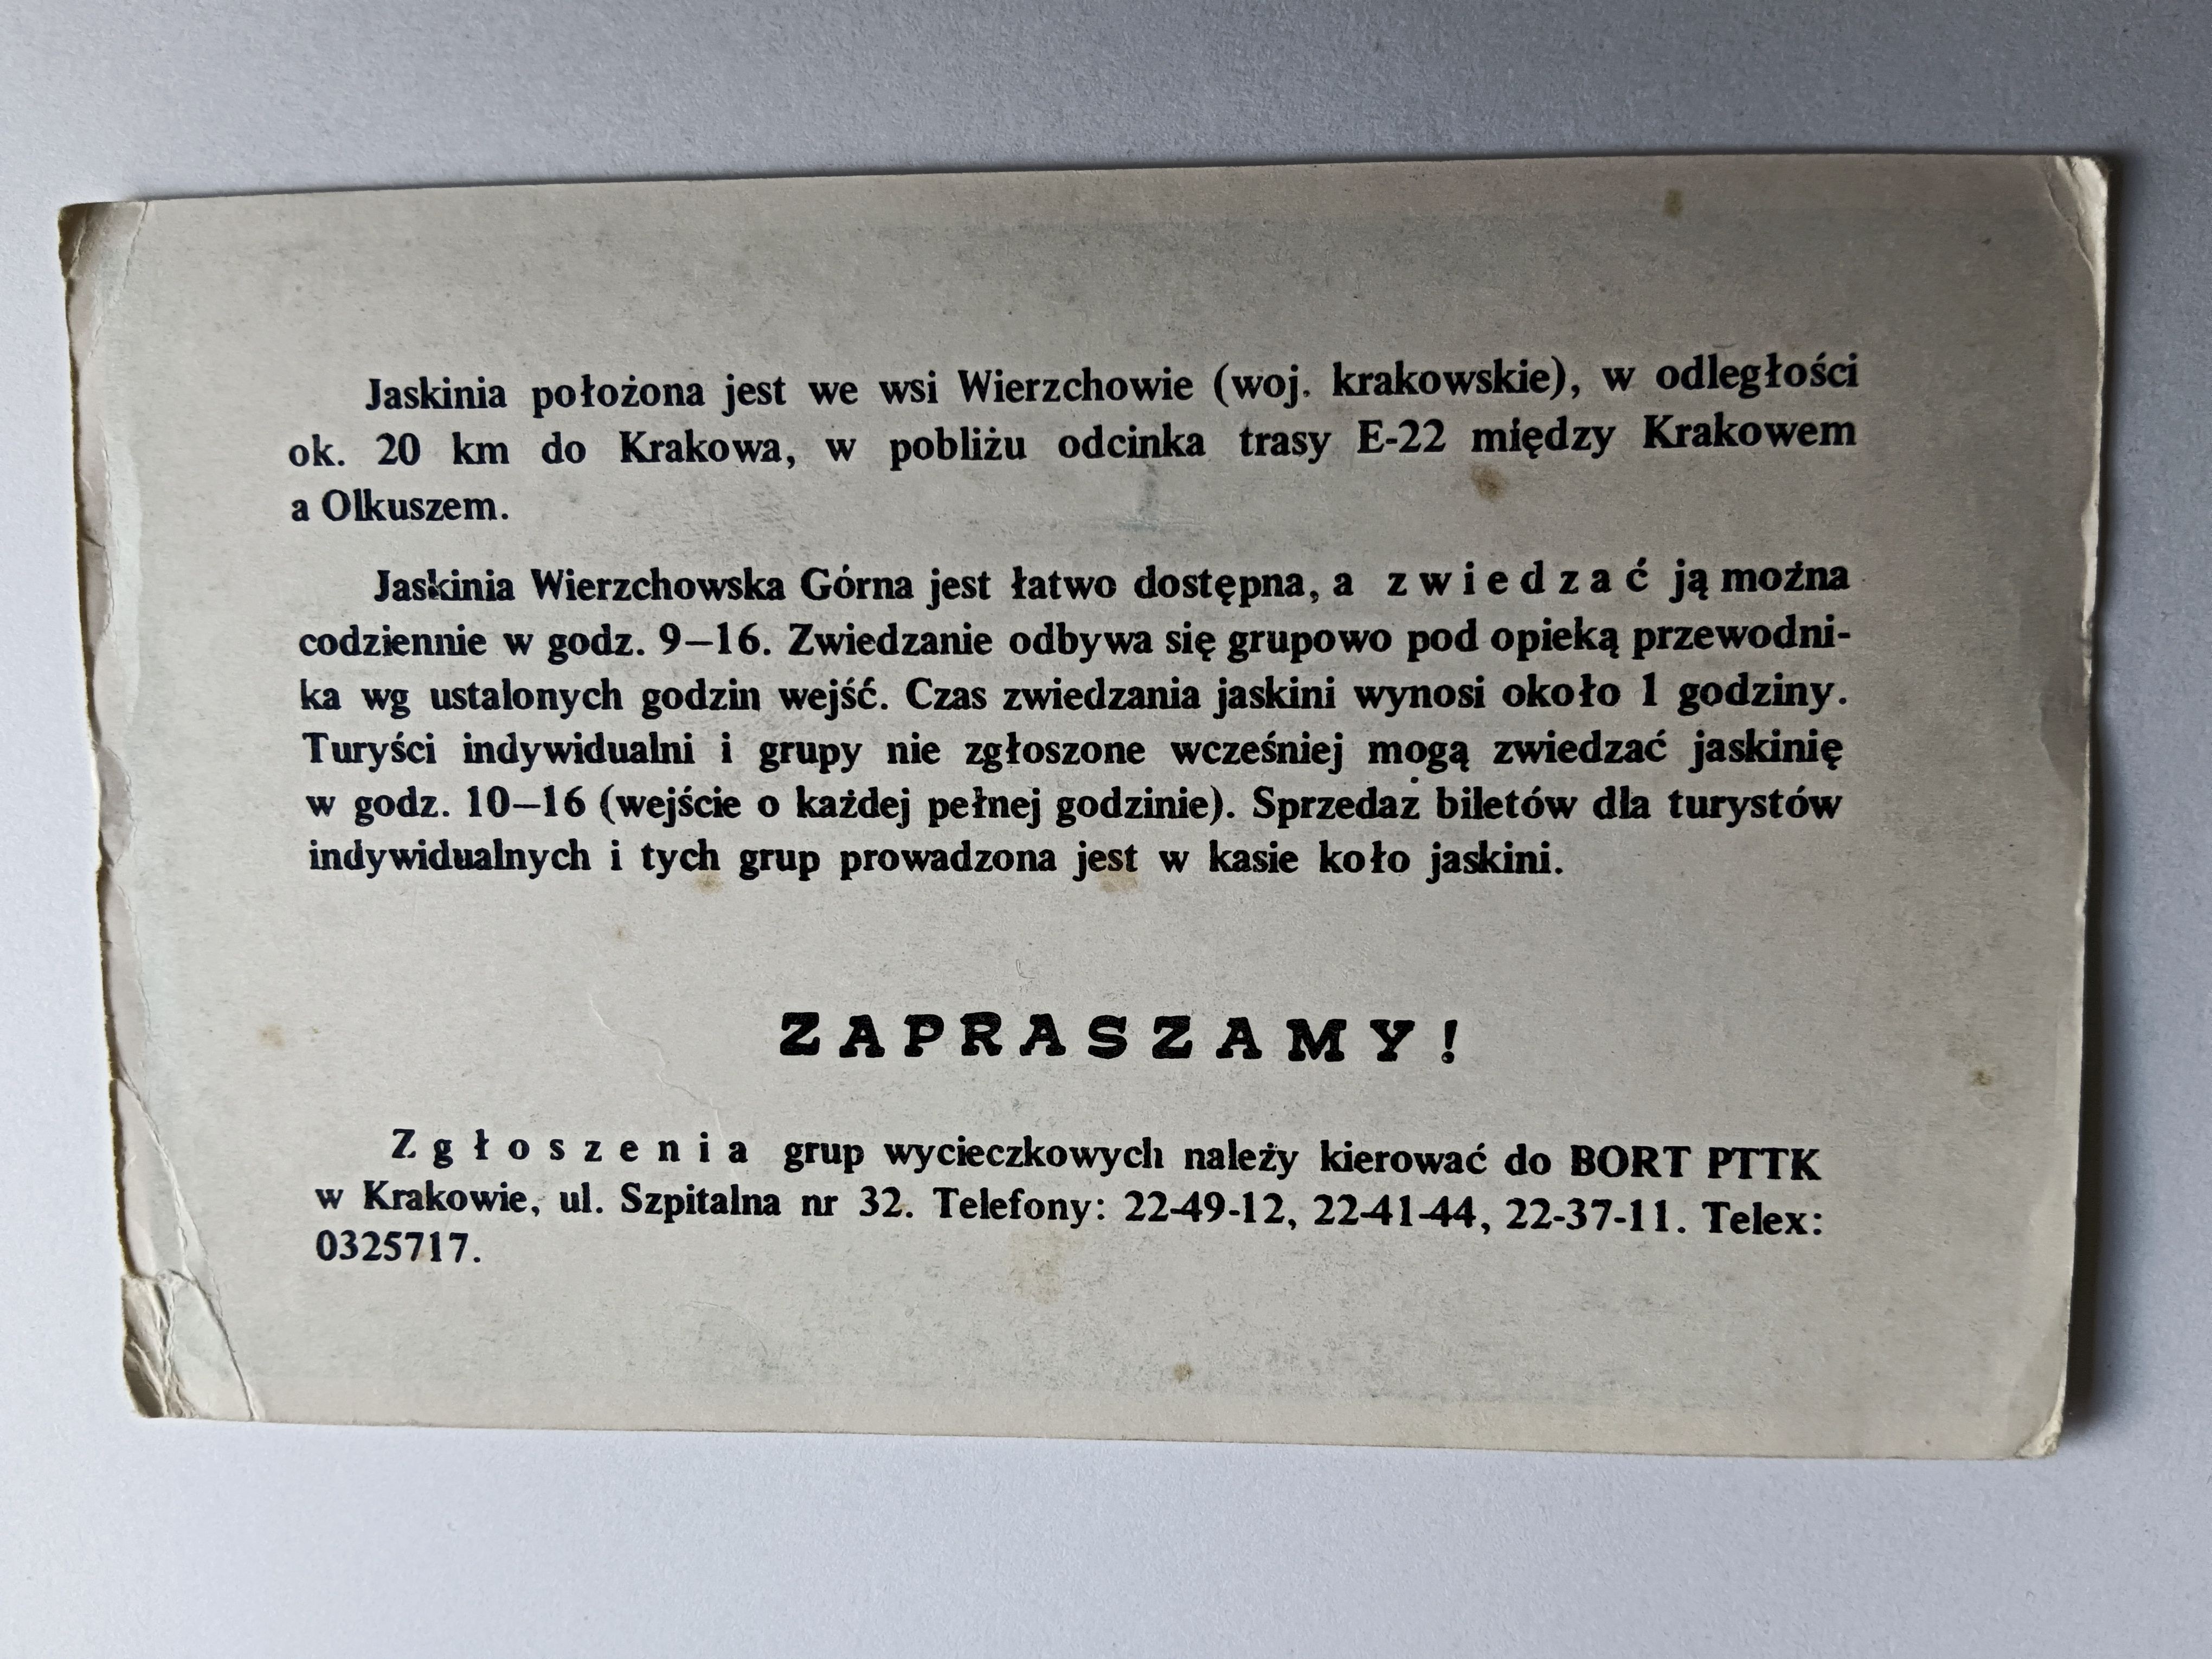 Jaskinia położona jest we wsi Wierzchowie (woj. krakowskie), w odległości
ok. 20 km do Krakowa, w pobliżu odcinka trasy E-22 między Krakowem
a Olkuszem.
Jaskinia Wierzchowska Górna jest łatwo dostępna, a z w i e d z a ć ją można
codziennie w godz. 9–16. Zwiedzanie odbywa się grupowo pod opieką przewodni-
ka wg ustalonych godzin wejść. Czas zwiedzania jaskini wynosi około 1 godziny.
Turyści indywidualni i grupy nie zgłoszone wcześniej mogą zwiedzać jaskinię
w godz. 10–16 (wejście o każdej pełnej godzinie). Sprzedaż biletów dla turystów
indywidualnych i tych grup prowadzona jest w kasie koło jaskini.
Z A P R A S Z A M Y !
Z g ł o s z e n i a grup wycieczkowych należy kierować do BORT PTTK
w Krakowie, ul. Szpitalna nr 32. Telefony: 22-49-12, 22-41-44, 22-37-11. Telex:
0325717.